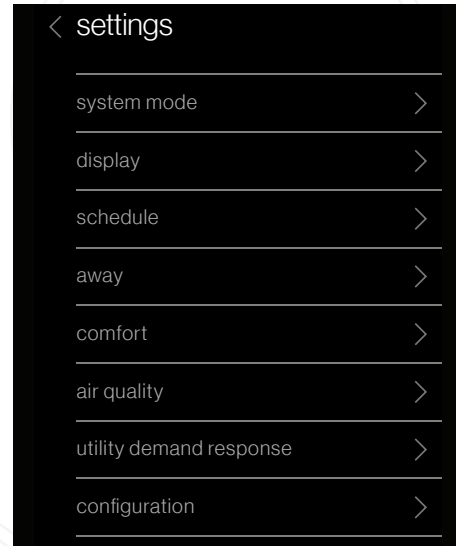 settings
system mode
display
schedule
away
comfort
air quality
utility demand response
configuration